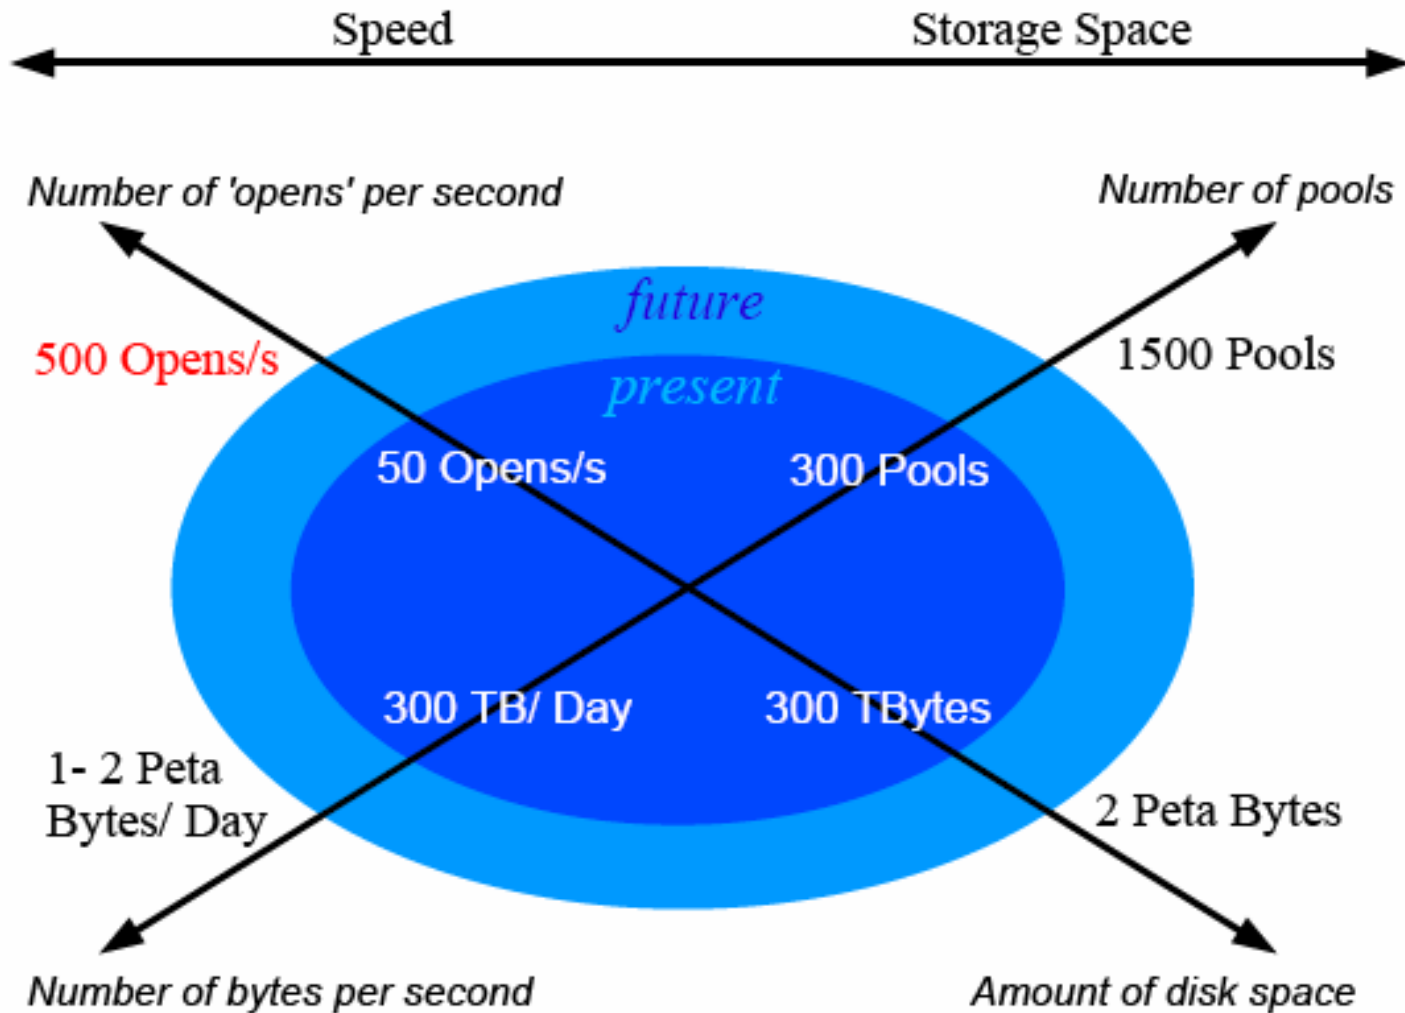 Speed Storage Space
Number of 'opens' per second
Number of pools
future
500 Opens/s
1500 Pools
present
50 Opens/s
300 Pools
300 TB/ Day
300 TBytes
1- 2 Peta
Bytes/ Day
2 Peta Bytes
Number of bytes per second
Amount of disk space